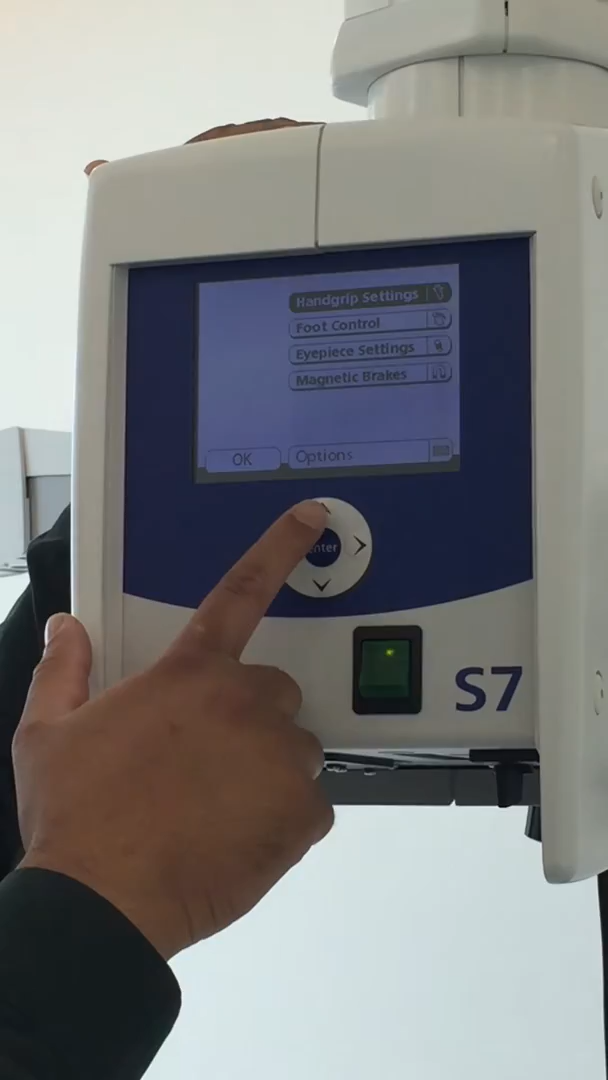 Handgrip Settings
Foot Control
Eyepiece Settings
Magnetic Brakes
OK
Options
enter
S7